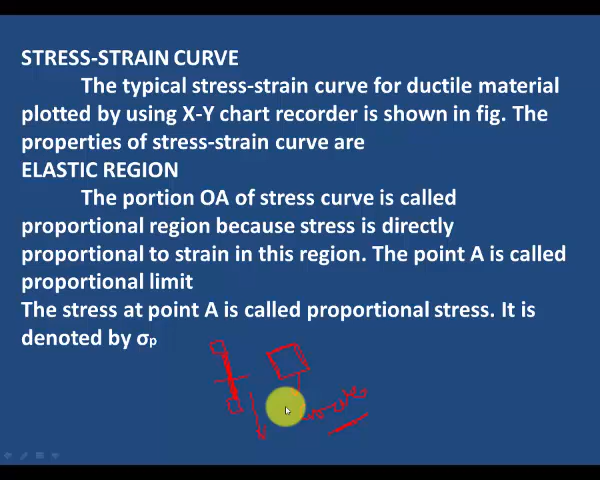 STRESS-STRAIN CURVE
The typical stress-strain curve for ductile material
plotted by using X-Y chart recorder is shown in fig. The
properties of stress-strain curve are
ELASTIC REGION
The portion OA of stress curve is called
proportional region because stress is directly
proportional to strain in this region. The point A is called
proportional limit
The stress at point A is called proportional stress. It is
denoted by σₚ